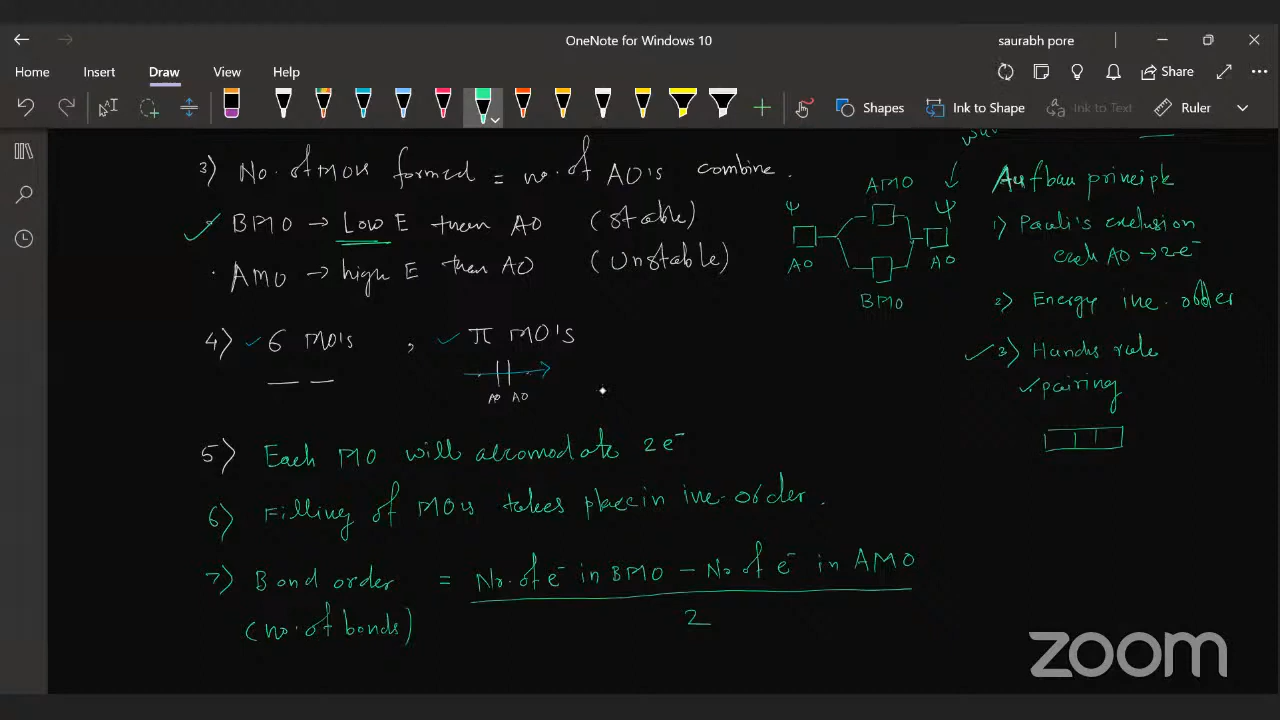 OneNote for Windows 10
saurabh pore
Home Insert Draw View Help
Share
Shapes
Ink to Shape
Ink to Text
Ruler
3) No. of MO's formed = no. of AO's combine.
BMO → Low E than AO (Stable)
AMO → high E than AO (Unstable)
4) 6 MO's , π MO's
AO AO
5) Each MO will accomodate 2e⁻
6) Filling of MO's takes place in inc. order.
7) Bond order = No. of e⁻ in BMO - No of e⁻ in AMO
2
(no. of bonds)
AMO
Ψ Ψ
AO AO
BMO
Aufbau principle
1) Pauli's exclusion
each AO → 2e⁻
2) Energy inc. order
3) Hunds rule
pairing
zoom